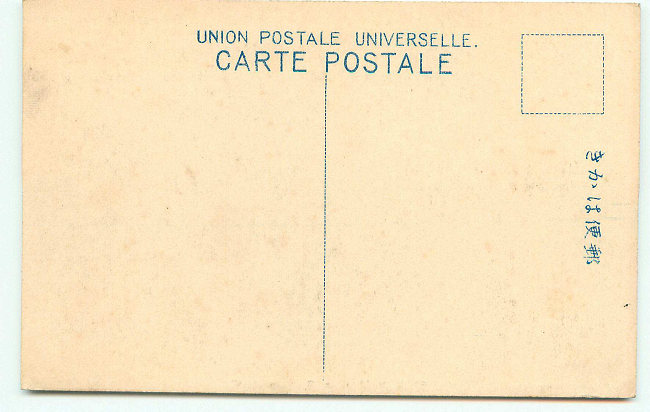 UNION POSTALE UNIVERSELLE.
CARTE POSTALE
きかは便郵